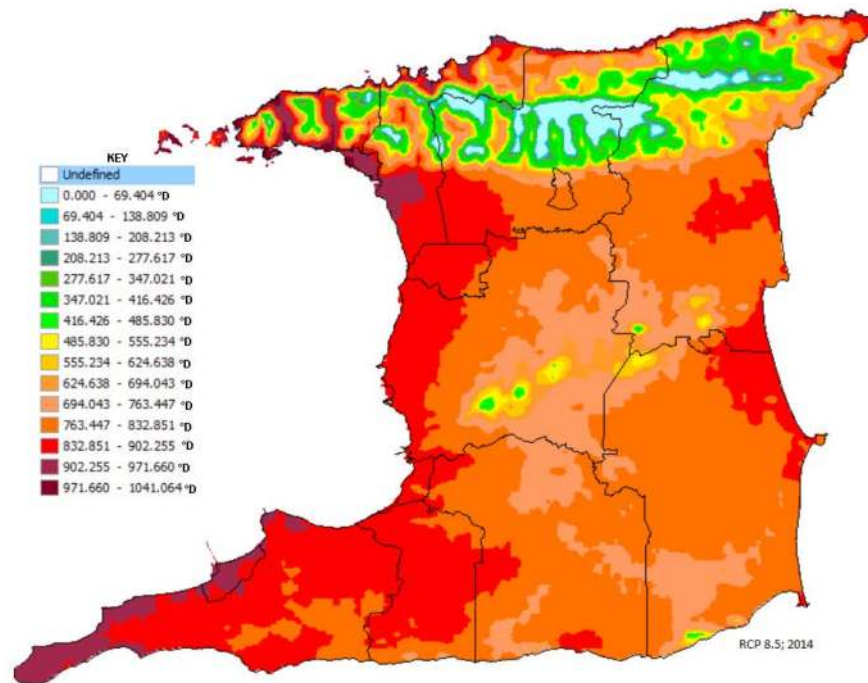 KEY
Undefined
0.000 - 69.404 °D
69.404 - 138.809 °D
138.809 - 208.213 °D
208.213 - 277.617 °D
277.617 - 347.021 °D
347.021 - 416.426 °D
416.426 - 485.830 °D
485.830 - 555.234 °D
555.234 - 624.638 °D
624.638 - 694.043 °D
694.043 - 763.447 °D
763.447 - 832.851 °D
832.851 - 902.255 °D
902.255 - 971.660 °D
971.660 - 1041.064 °D
RCP 8.5; 2014